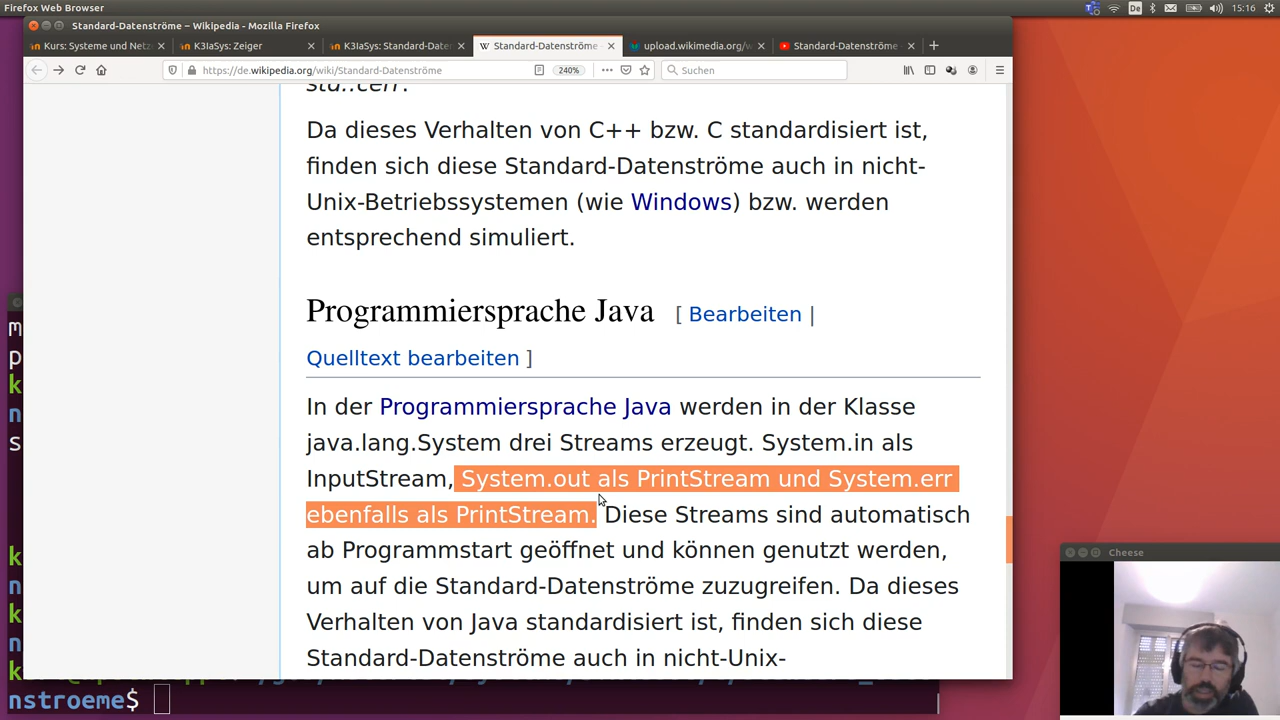 Firefox Web Browser
De
15:16
Standard-Datenströme – Wikipedia - Mozilla Firefox
Kurs: Systeme und Netz
K3IaSys: Zeiger
K3IaSys: Standard-Date
Standard-Datenströme –
upload.wikimedia.org/w
Standard-Datenströme
https://de.wikipedia.org/wiki/Standard-Datenströme
240%
Suchen
std::cerr.
Da dieses Verhalten von C++ bzw. C standardisiert ist,
finden sich diese Standard-Datenströme auch in nicht-
Unix-Betriebssystemen (wie Windows) bzw. werden
entsprechend simuliert.
Programmiersprache Java [ Bearbeiten |
Quelltext bearbeiten ]
In der Programmiersprache Java werden in der Klasse
java.lang.System drei Streams erzeugt. System.in als
InputStream, System.out als PrintStream und System.err
ebenfalls als PrintStream. Diese Streams sind automatisch
ab Programmstart geöffnet und können genutzt werden,
um auf die Standard-Datenströme zuzugreifen. Da dieses
Verhalten von Java standardisiert ist, finden sich diese
Standard-Datenströme auch in nicht-Unix-
m
p
k
n
s
k
n
k
n
k
nstroeme$
Cheese